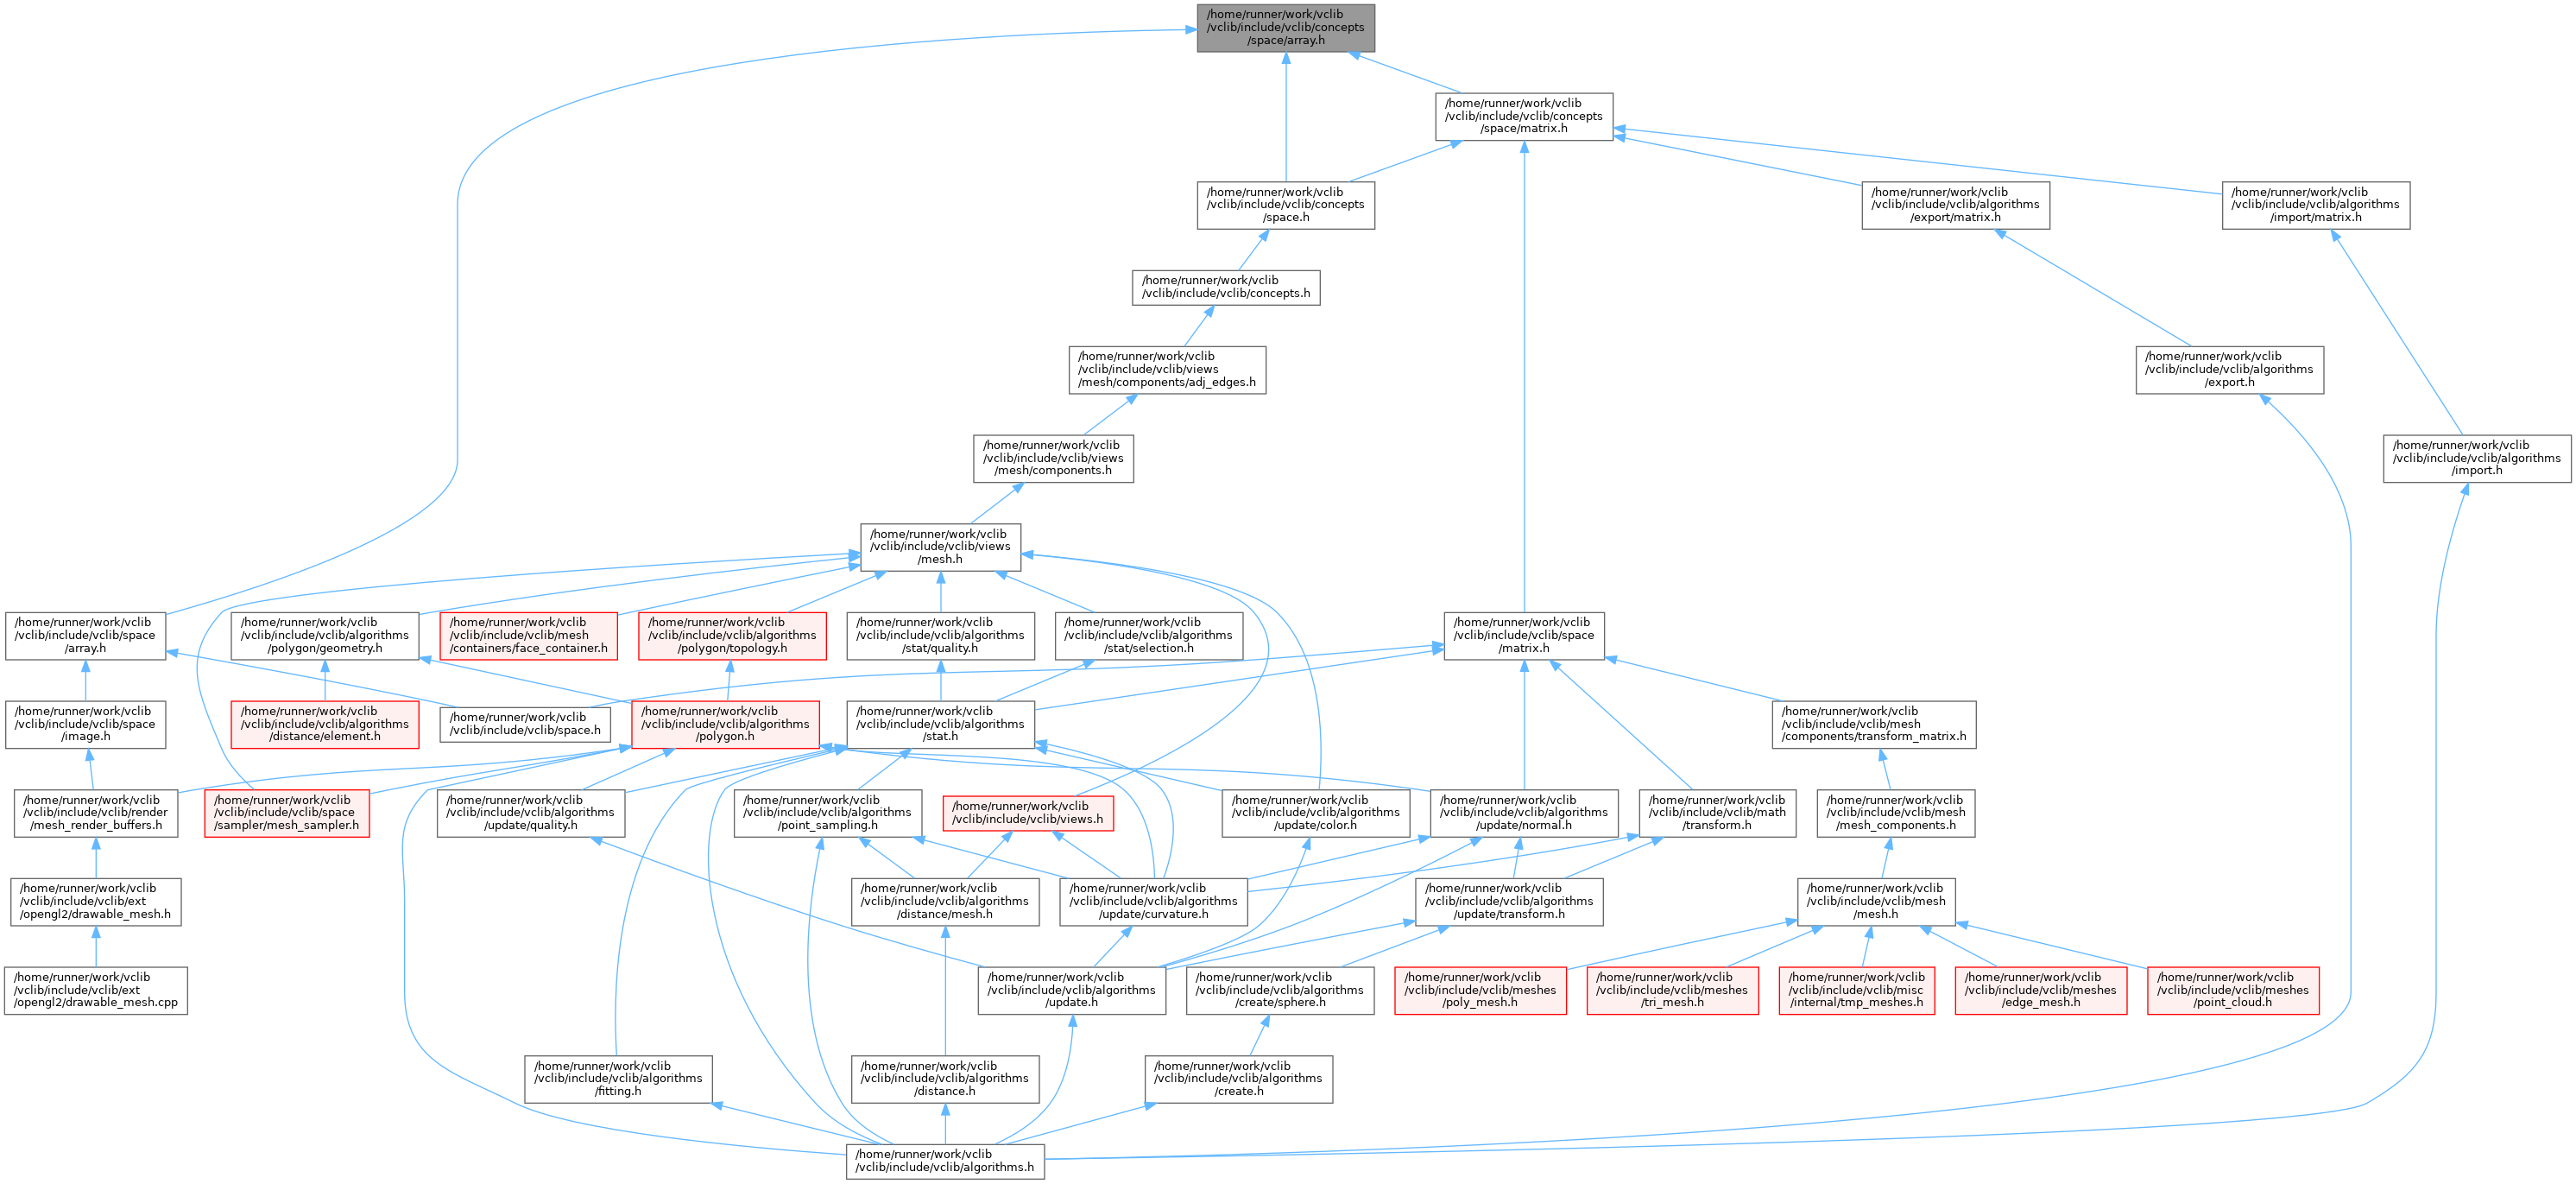 /home/runner/work/vclib
/vclib/include/vclib/concepts
/space/array.h
/home/runner/work/vclib
/vclib/include/vclib/concepts
/space/matrix.h
/home/runner/work/vclib
/vclib/include/vclib/concepts
/space.h
/home/runner/work/vclib
/vclib/include/vclib/algorithms
/export/matrix.h
/home/runner/work/vclib
/vclib/include/vclib/algorithms
/import/matrix.h
/home/runner/work/vclib
/vclib/include/vclib/concepts.h
/home/runner/work/vclib
/vclib/include/vclib/views
/mesh/components/adj_edges.h
/home/runner/work/vclib
/vclib/include/vclib/algorithms
/export.h
/home/runner/work/vclib
/vclib/include/vclib/views
/mesh/components.h
/home/runner/work/vclib
/vclib/include/vclib/algorithms
/import.h
/home/runner/work/vclib
/vclib/include/vclib/views
/mesh.h
/home/runner/work/vclib
/vclib/include/vclib/space
/array.h
/home/runner/work/vclib
/vclib/include/vclib/algorithms
/polygon/geometry.h
/home/runner/work/vclib
/vclib/include/vclib/mesh
/containers/face_container.h
/home/runner/work/vclib
/vclib/include/vclib/algorithms
/polygon/topology.h
/home/runner/work/vclib
/vclib/include/vclib/algorithms
/stat/quality.h
/home/runner/work/vclib
/vclib/include/vclib/algorithms
/stat/selection.h
/home/runner/work/vclib
/vclib/include/vclib/space
/matrix.h
/home/runner/work/vclib
/vclib/include/vclib/space
/image.h
/home/runner/work/vclib
/vclib/include/vclib/algorithms
/distance/element.h
/home/runner/work/vclib
/vclib/include/vclib/space.h
/home/runner/work/vclib
/vclib/include/vclib/algorithms
/polygon.h
/home/runner/work/vclib
/vclib/include/vclib/algorithms
/stat.h
/home/runner/work/vclib
/vclib/include/vclib/mesh
/components/transform_matrix.h
/home/runner/work/vclib
/vclib/include/vclib/render
/mesh_render_buffers.h
/home/runner/work/vclib
/vclib/include/vclib/space
/sampler/mesh_sampler.h
/home/runner/work/vclib
/vclib/include/vclib/algorithms
/update/quality.h
/home/runner/work/vclib
/vclib/include/vclib/algorithms
/point_sampling.h
/home/runner/work/vclib
/vclib/include/vclib/views.h
/home/runner/work/vclib
/vclib/include/vclib/algorithms
/update/color.h
/home/runner/work/vclib
/vclib/include/vclib/algorithms
/update/normal.h
/home/runner/work/vclib
/vclib/include/vclib/math
/transform.h
/home/runner/work/vclib
/vclib/include/vclib/mesh
/mesh_components.h
/home/runner/work/vclib
/vclib/include/vclib/ext
/opengl2/drawable_mesh.h
/home/runner/work/vclib
/vclib/include/vclib/algorithms
/distance/mesh.h
/home/runner/work/vclib
/vclib/include/vclib/algorithms
/update/curvature.h
/home/runner/work/vclib
/vclib/include/vclib/algorithms
/update/transform.h
/home/runner/work/vclib
/vclib/include/vclib/mesh
/mesh.h
/home/runner/work/vclib
/vclib/include/vclib/ext
/opengl2/drawable_mesh.cpp
/home/runner/work/vclib
/vclib/include/vclib/algorithms
/update.h
/home/runner/work/vclib
/vclib/include/vclib/algorithms
/create/sphere.h
/home/runner/work/vclib
/vclib/include/vclib/meshes
/poly_mesh.h
/home/runner/work/vclib
/vclib/include/vclib/meshes
/tri_mesh.h
/home/runner/work/vclib
/vclib/include/vclib/misc
/internal/tmp_meshes.h
/home/runner/work/vclib
/vclib/include/vclib/meshes
/edge_mesh.h
/home/runner/work/vclib
/vclib/include/vclib/meshes
/point_cloud.h
/home/runner/work/vclib
/vclib/include/vclib/algorithms
/fitting.h
/home/runner/work/vclib
/vclib/include/vclib/algorithms
/distance.h
/home/runner/work/vclib
/vclib/include/vclib/algorithms
/create.h
/home/runner/work/vclib
/vclib/include/vclib/algorithms.h